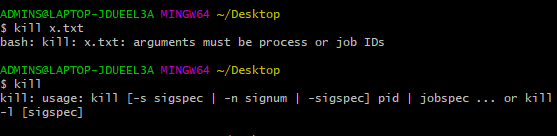 ADMINS@LAPTOP-JDUEEL3A MINGW64 ~/Desktop
$ kill x.txt
bash: kill: x.txt: arguments must be process or job IDs
ADMINS@LAPTOP-JDUEEL3A MINGW64 ~/Desktop
$ kill
kill: usage: kill [-s sigspec | -n signum | -sigspec] pid | jobspec ... or kill
-l [sigspec]